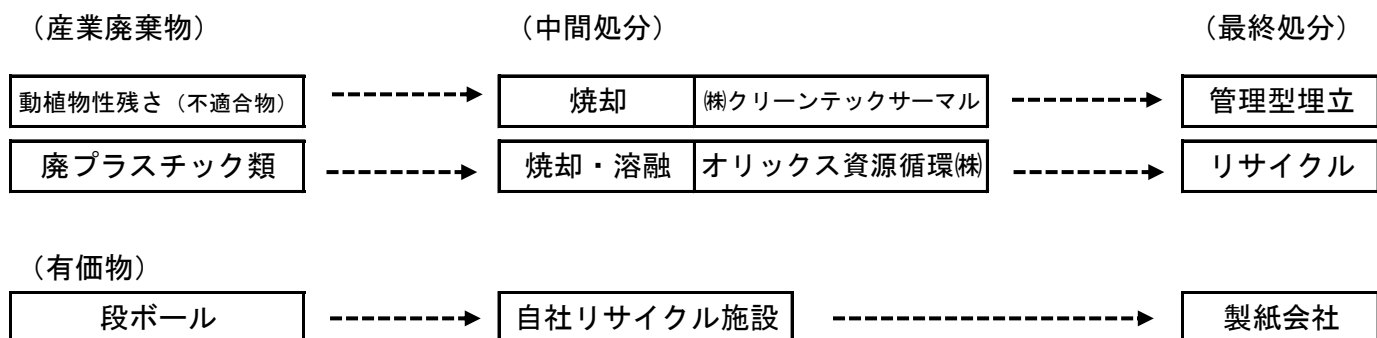 （産業廃棄物） （中間処分） （最終処分）
動植物性残さ（不適合物） 焼却 ㈱クリーンテックサーマル 管理型埋立
廃プラスチック類 焼却・溶融 オリックス資源循環㈱ リサイクル
（有価物）
段ボール 自社リサイクル施設 製紙会社